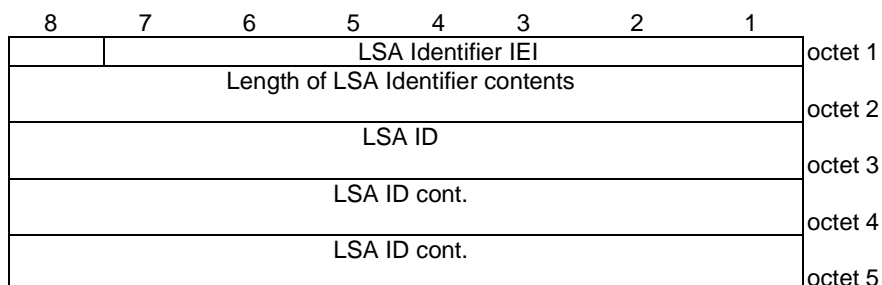 8 7 6 5 4 3 2 1
LSA Identifier IEI octet 1
Length of LSA Identifier contents
octet 2
LSA ID
octet 3
LSA ID cont.
octet 4
LSA ID cont.
octet 5